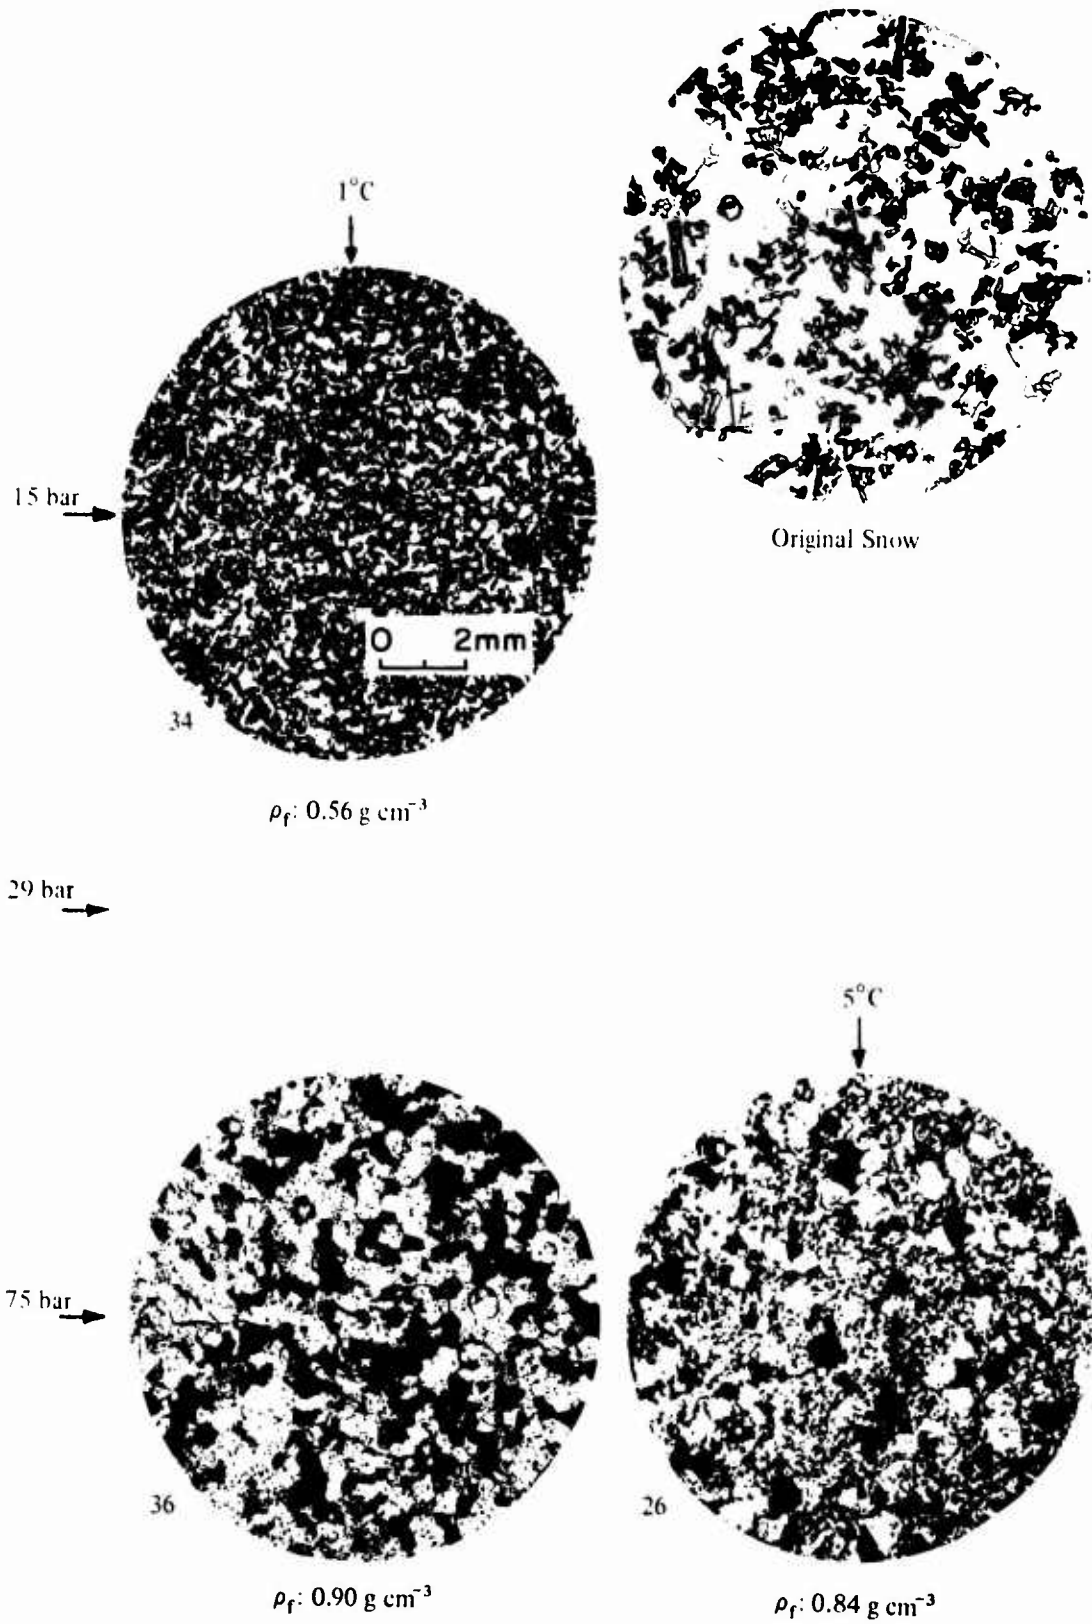 1°C
15 bar
Original Snow
0 2mm
34
ρf: 0.56 g cm⁻³
29 bar
5°C
75 bar
36
26
ρf: 0.90 g cm⁻³
ρf: 0.84 g cm⁻³